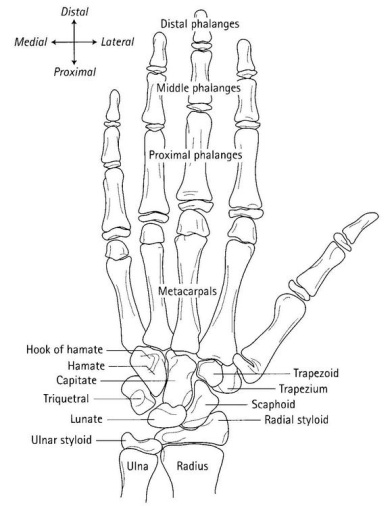 Distal
Medial
Lateral
Proximal
Distal phalanges
Middle phalanges
Proximal phalanges
Metacarpals
Hook of hamate
Hamate
Capitate
Triquetral
Lunate
Ulnar styloid
Trapezoid
Trapezium
Scaphoid
Radial styloid
Ulna
Radius